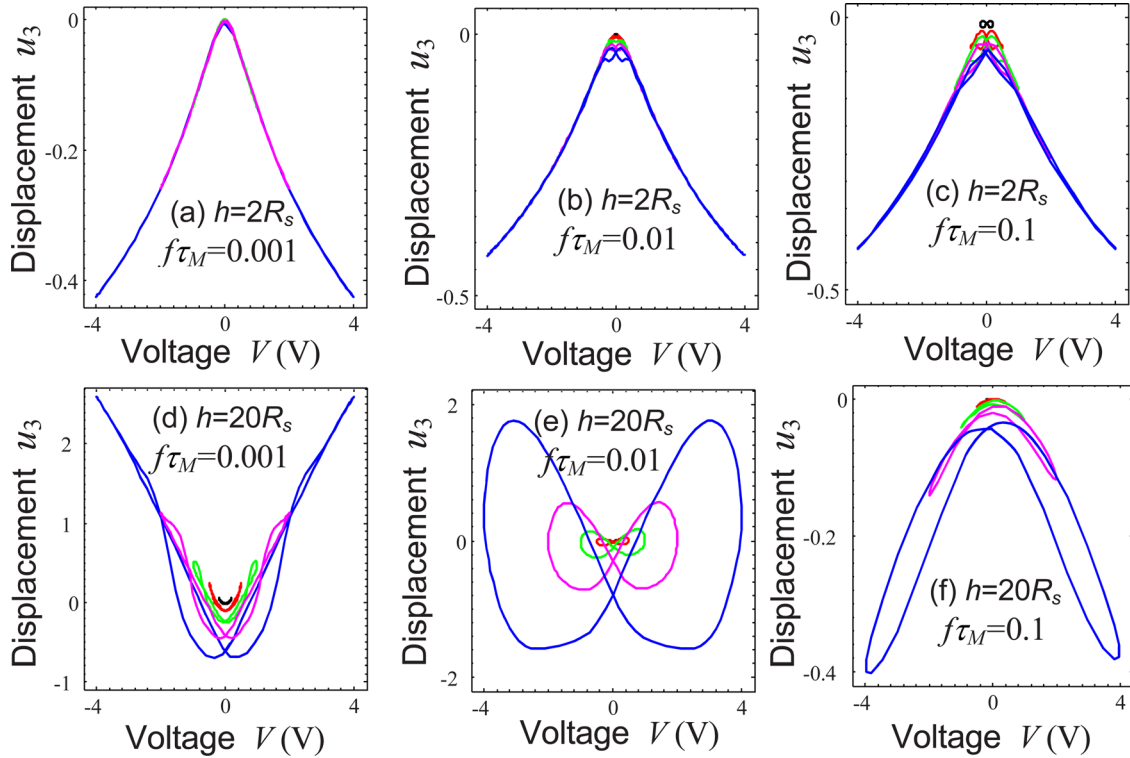 0
-0.2
-0.4
Displacement u3
(a) h=2Rs
fτM=0.001
-4
0
4
Voltage V(V)
0
-0.5
Displacement u3
(b) h=2Rs
fτM=0.01
-4
0
4
Voltage V(V)
0
-0.5
Displacement u3
(c) h=2Rs
fτM=0.1
-4
0
4
Voltage V(V)
2
1
0
-1
Displacement u3
(d) h=20Rs
fτM=0.001
-4
0
4
Voltage V(V)
2
0
-2
Displacement u3
(e) h=20Rs
fτM=0.01
-4
0
4
Voltage V(V)
0
-0.2
-0.4
Displacement u3
(f) h=20Rs
fτM=0.1
-4
0
4
Voltage V(V)